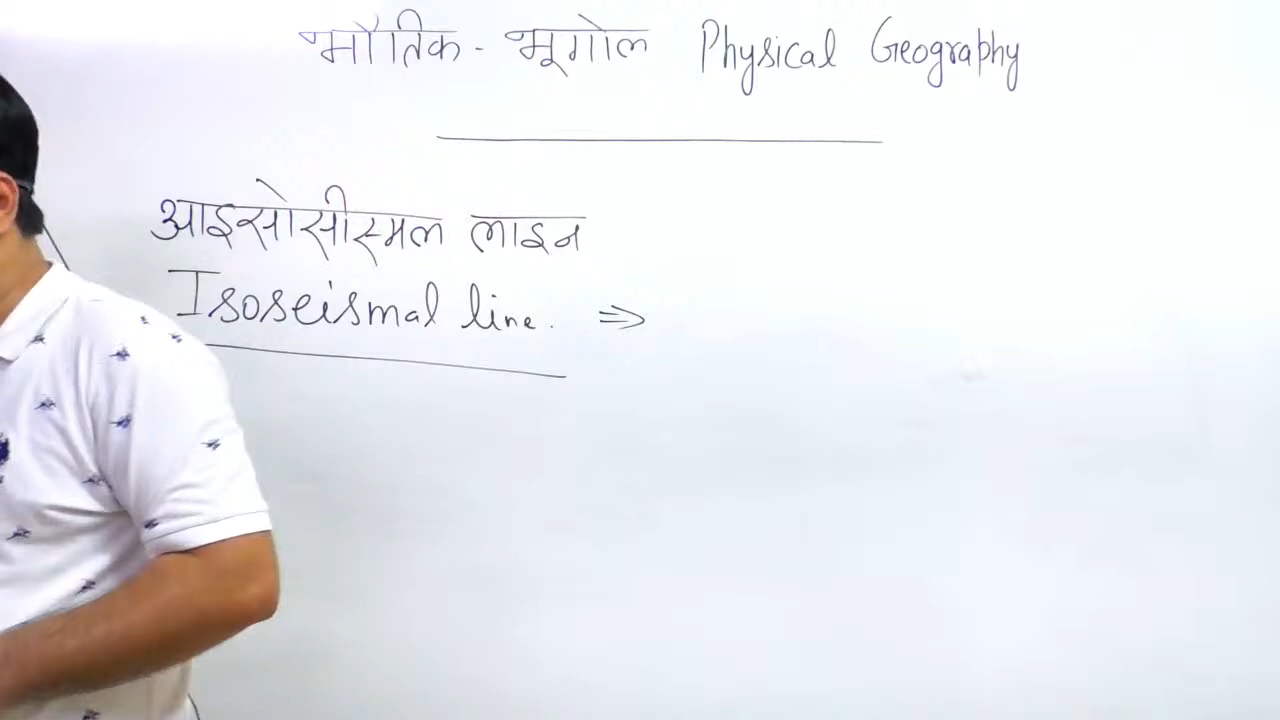 भौतिक - भूगोल Physical Geography
आइसोसीस्मल लाइन
Isoseismal line. ⇒